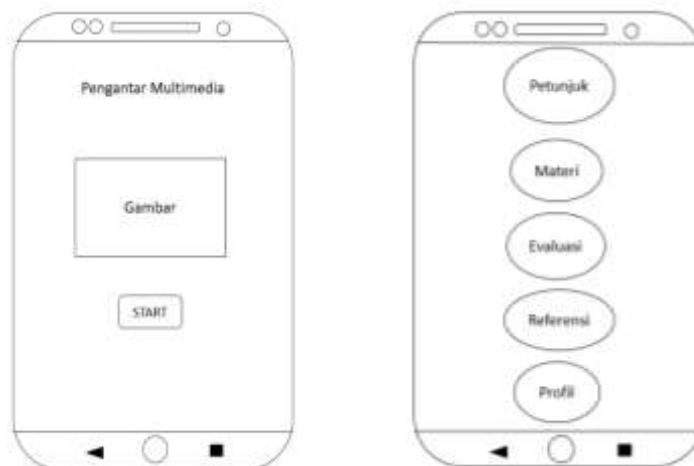 Pengantar Multimedia
Gambar
START
Petunjuk
Materi
Evaluasi
Referensi
Profil